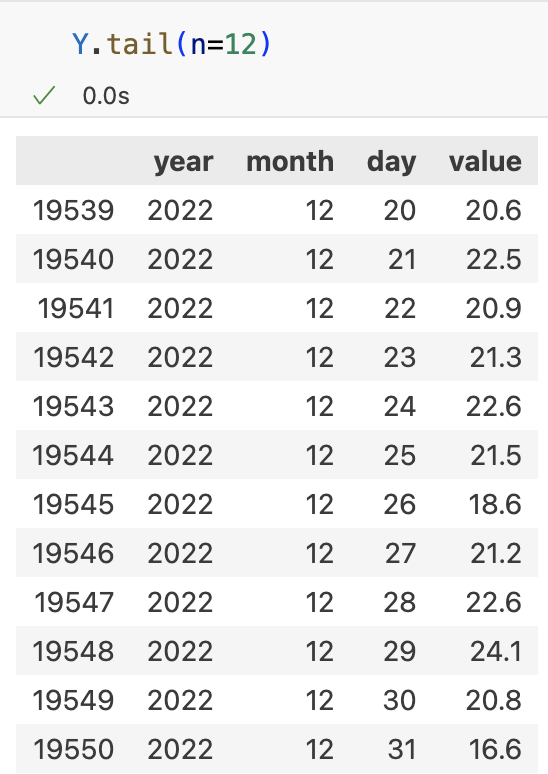 Y.tail(n=12)
0.0s
year month day value
19539 2022 12 20 20.6
19540 2022 12 21 22.5
19541 2022 12 22 20.9
19542 2022 12 23 21.3
19543 2022 12 24 22.6
19544 2022 12 25 21.5
19545 2022 12 26 18.6
19546 2022 12 27 21.2
19547 2022 12 28 22.6
19548 2022 12 29 24.1
19549 2022 12 30 20.8
19550 2022 12 31 16.6